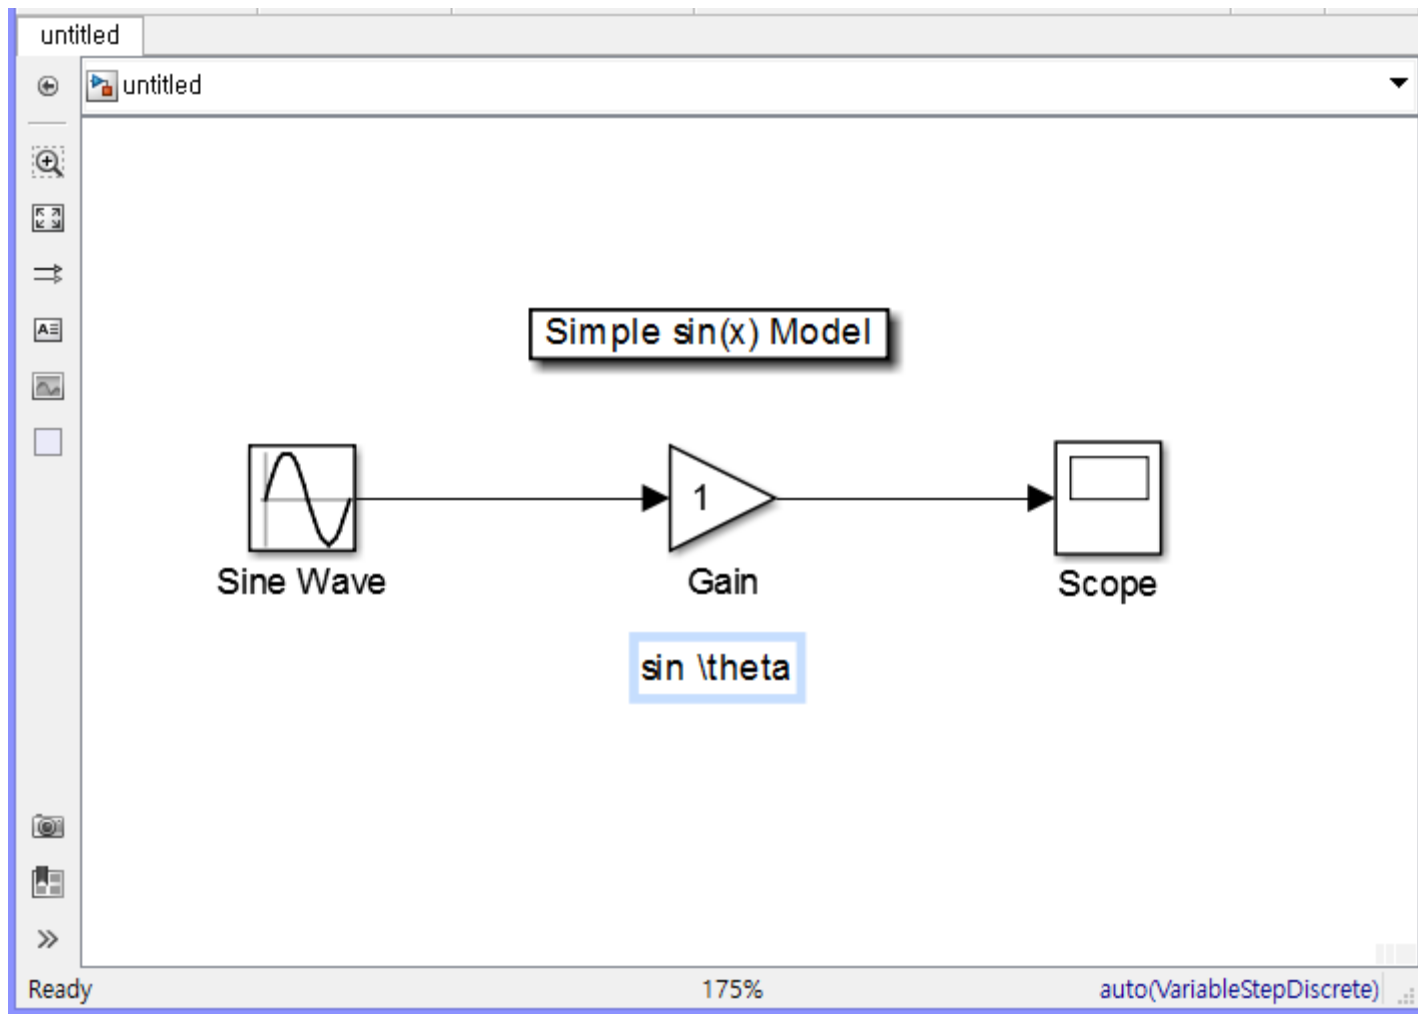 untitled
untitled
Simple sin(x) Model
1
Sine Wave
Gain
Scope
sin \theta
Ready
175%
auto(VariableStepDiscrete)